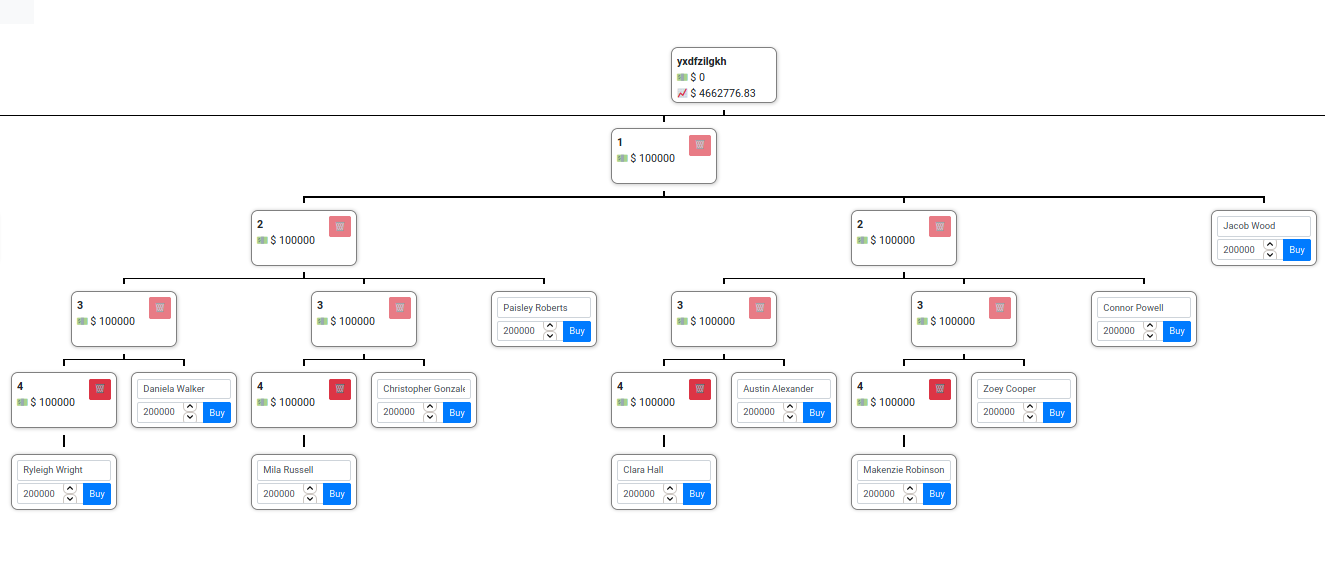 yxdfzilgkh
$ 0
$ 4662776.83
1
$ 100000
2
$ 100000
2
$ 100000
Jacob Wood
200000 Buy
3
$ 100000
3
$ 100000
Paisley Roberts
200000 Buy
3
$ 100000
3
$ 100000
Connor Powell
200000 Buy
4
$ 100000
Daniela Walker
200000 Buy
4
$ 100000
Christopher Gonzale
200000 Buy
4
$ 100000
Austin Alexander
200000 Buy
4
$ 100000
Zoey Cooper
200000 Buy
Ryleigh Wright
200000 Buy
Mila Russell
200000 Buy
Clara Hall
200000 Buy
Makenzie Robinson
200000 Buy